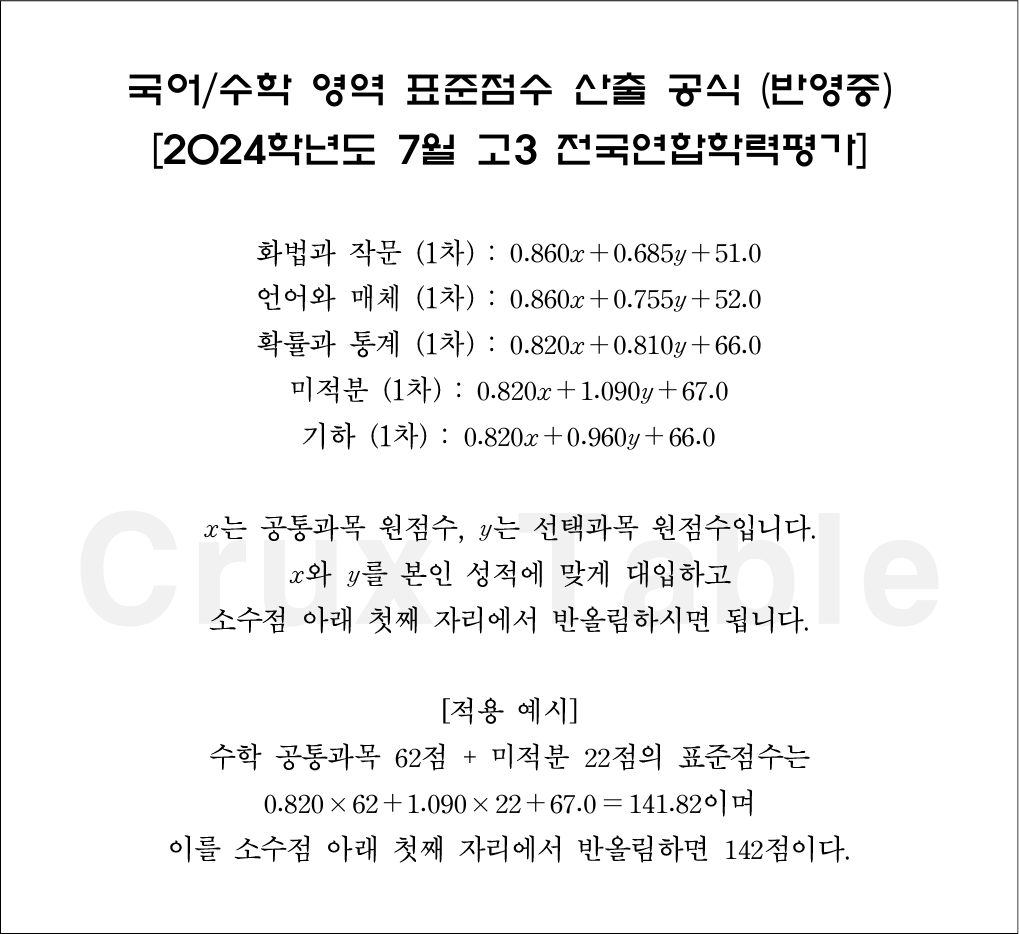 국어/수학 영역 표준점수 산출 공식 (반영중)
[2024학년도 7월 고3 전국연합학력평가]
화법과 작문 (1차) : 0.860x+0.685y+51.0
언어와 매체 (1차) : 0.860x+0.755y+52.0
확률과 통계 (1차) : 0.820x+0.810y+66.0
미적분 (1차) : 0.820x+1.090y+67.0
기하 (1차) : 0.820x+0.960y+66.0
Crux Table
x는 공통과목 원점수, y는 선택과목 원점수입니다.
x와 y를 본인 성적에 맞게 대입하고
소수점 아래 첫째 자리에서 반올림하시면 됩니다.
[적용 예시]
수학 공통과목 62점 + 미적분 22점의 표준점수는
0.820×62+1.090×22+67.0=141.82이며
이를 소수점 아래 첫째 자리에서 반올림하면 142점이다.